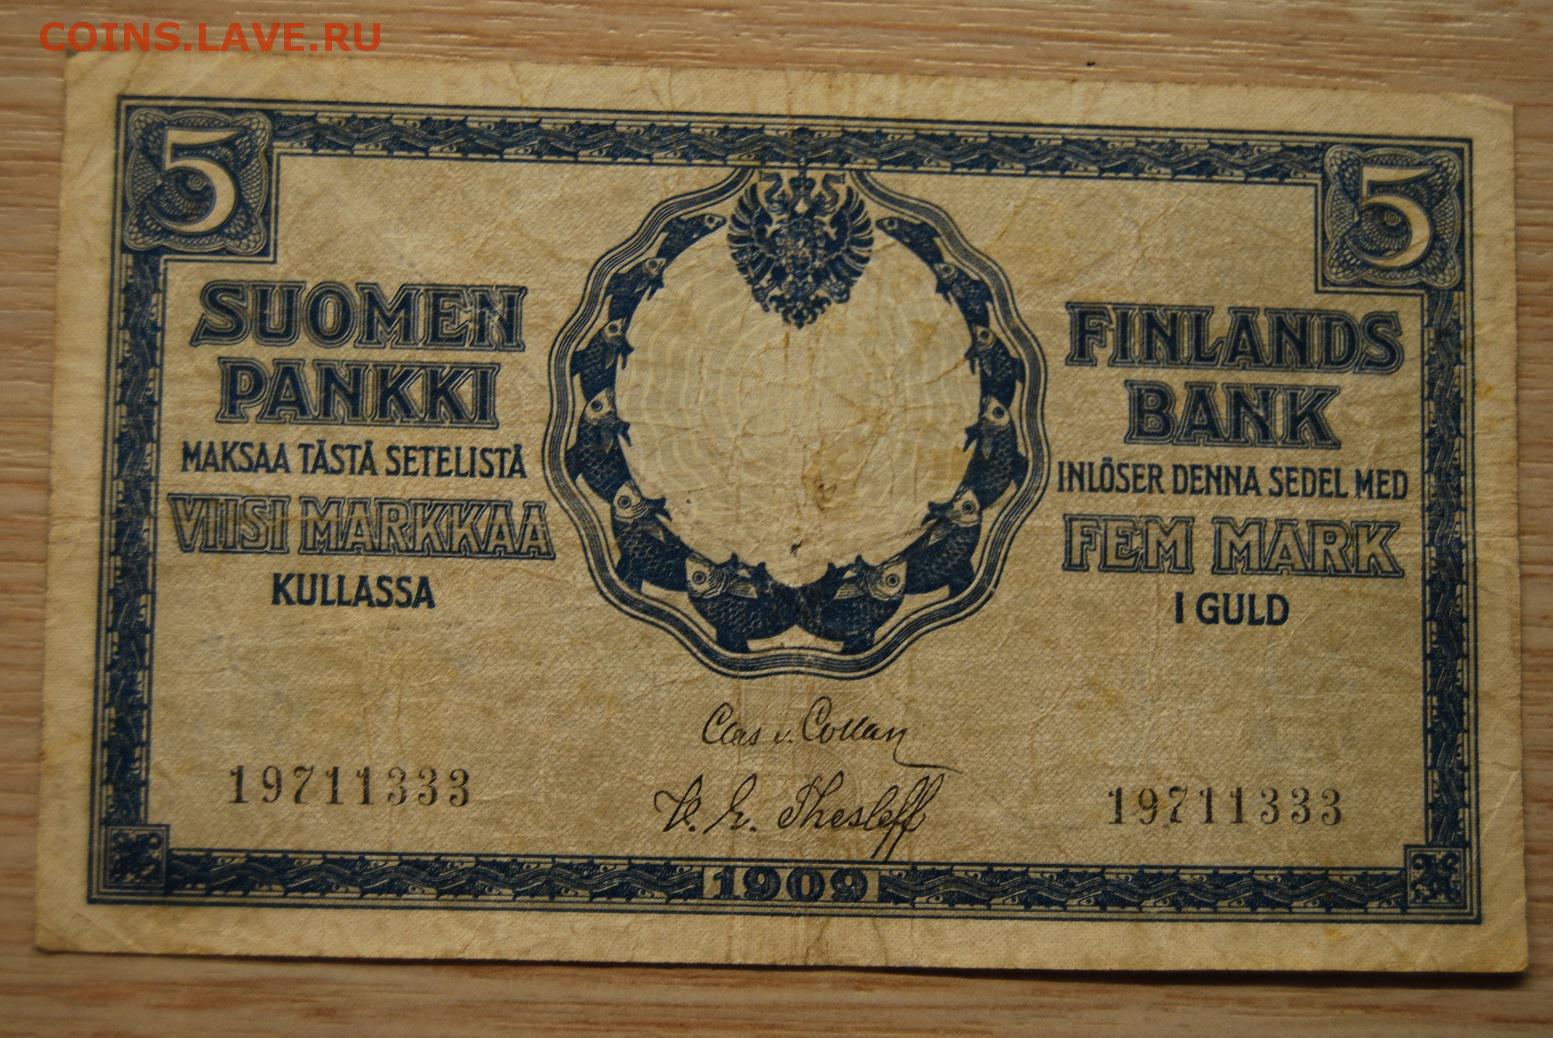 COINS.LAVE.RU
5
5
SUOMEN
PANKKI
MAKSAA TÄSTÄ SETELISTÄ
VIISI MARKKAA
KULLASSA
FINLANDS
BANK
INLÖSER DENNA SEDEL MED
FEM MARK
I GULD
Clas v. Collan
K. E. Thesleff
19711333
19711333
1909